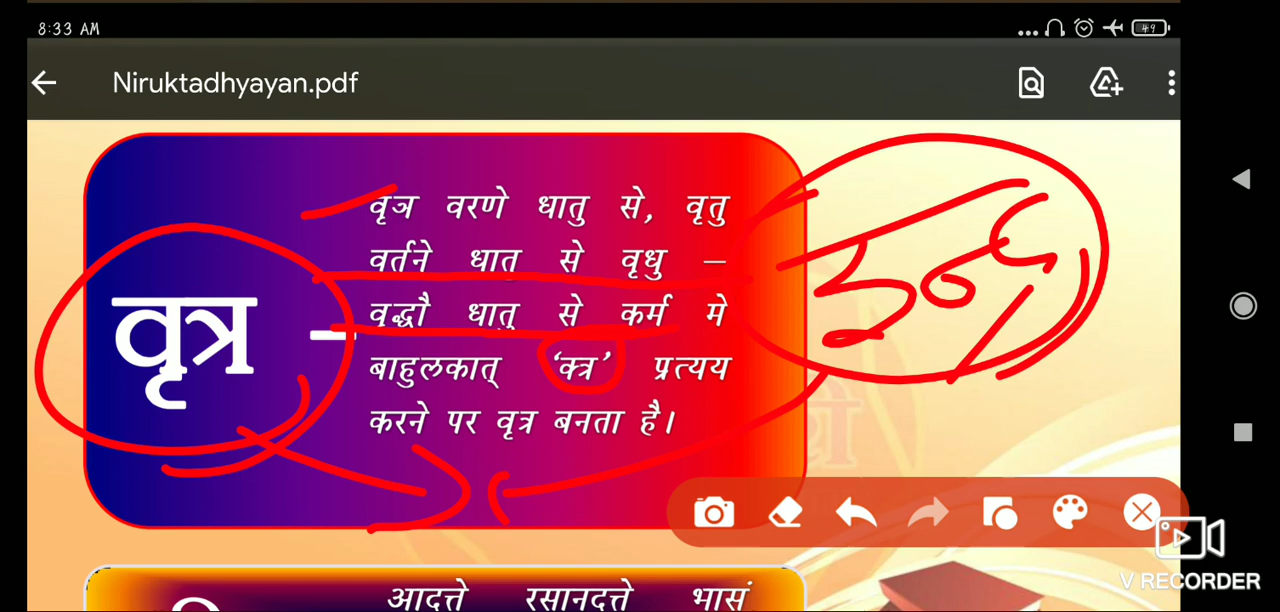 8:33 AM
49
Niruktadhyayan.pdf
वृत्र –
वृञ वरणे धातु से, वृतु
वर्तने धातु से वृधु –
वृद्धौ धातु से कर्म मे
बाहुलकात् ‘क्त्र’ प्रत्यय
करने पर वृत्र बनता है।
आदत्ते रसानदत्ते भासं
V RECORDER